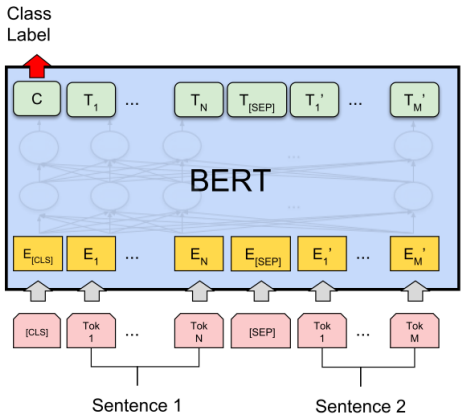 Class
Label
C T1 ... TN T[SEP] T1' ... TM'
...
BERT
...
E[CLS] E1 ... EN E[SEP] E1' ... EM'
[CLS] Tok 1 ... Tok N [SEP] Tok 1 ... Tok M
Sentence 1 Sentence 2